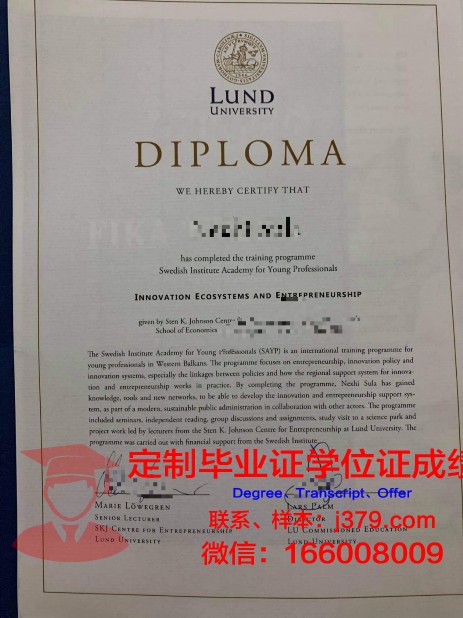 LUND
UNIVERSITY
DIPLOMA
WE HEREBY CERTIFY THAT
has completed the training programme
Swedish Institute Academy for Young Professionals
INNOVATION ECOSYSTEMS AND ENTREPRENEURSHIP
given by Sten K. Johnson Centre
School of Economics
The Swedish Institute Academy for Young Professionals (SAYP) is an international training programme for
young professionals in Western Balkans. The programme focuses on entrepreneurship, innovation policy and
innovation systems, especially the linkages between policies and how the regional support system for innova-
tion and entrepreneurship works in practice. By completing the programme, Nexhi Sula has gained
knowledge, tools and new networks, to be able to develop the innovation and entrepreneurship support sys-
tem, as part of a modern, sustainable public administration in collaboration with other actors. The programme
included seminars, independent reading, group discussions and assignments, study visit to a science park and
project work led by lecturers from the Sten K. Johnson Centre for Entrepreneurship at Lund University. The
programme was carried out with financial support from the Swedish Institute.
定制毕业证学位证成绩
Degree、Transcript、Offer
MARIE LÖWEGREN
LARS PALM
SENIOR LECTURER
DIRECTOR
联系、样本：j379.com
SKJ CENTRE FOR ENTREPRENEURSHIP
LU COMMISSIONED EDUCATION
LUND UNIVERSITY
LUND UNIVERSITY
微信：166008009